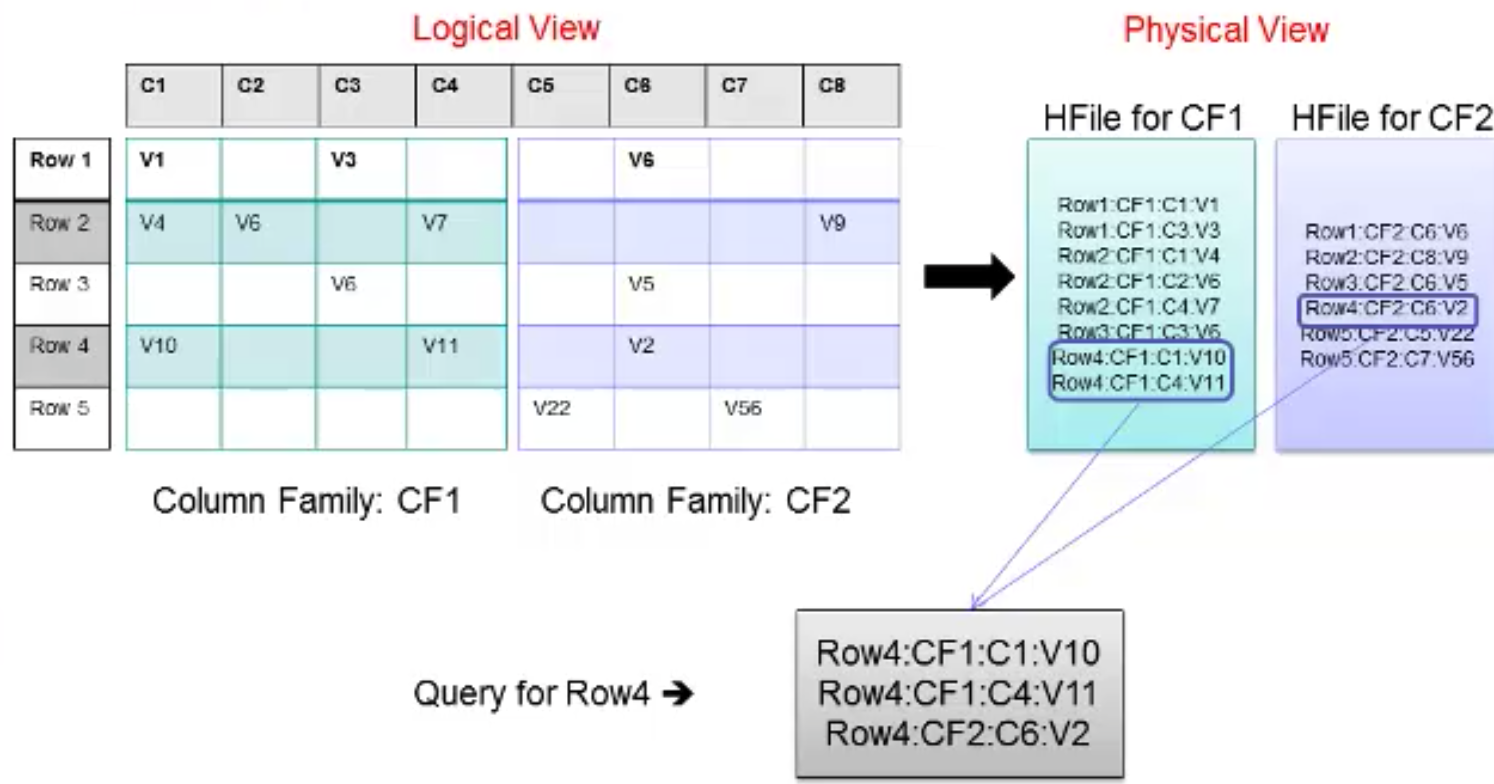 Logical View
C1 C2 C3 C4 C5 C6 C7 C8
Row 1 V1 V3 V6
Row 2 V4 V6 V7 V9
Row 3 V6 V5
Row 4 V10 V11 V2
Row 5 V22 V56
Column Family: CF1 Column Family: CF2
Physical View
HFile for CF1
Row1:CF1:C1:V1
Row1:CF1:C3:V3
Row2:CF1:C1:V4
Row2:CF1:C2:V6
Row2:CF1:C4:V7
Row3:CF1:C3:V6
Row4:CF1:C1:V10
Row4:CF1:C4:V11
HFile for CF2
Row1:CF2:C6:V6
Row2:CF2:C8:V9
Row3:CF2:C6:V5
Row4:CF2:C6:V2
Row5:CF2:C5:V22
Row5:CF2:C7:V56
Query for Row4 ➔
Row4:CF1:C1:V10
Row4:CF1:C4:V11
Row4:CF2:C6:V2